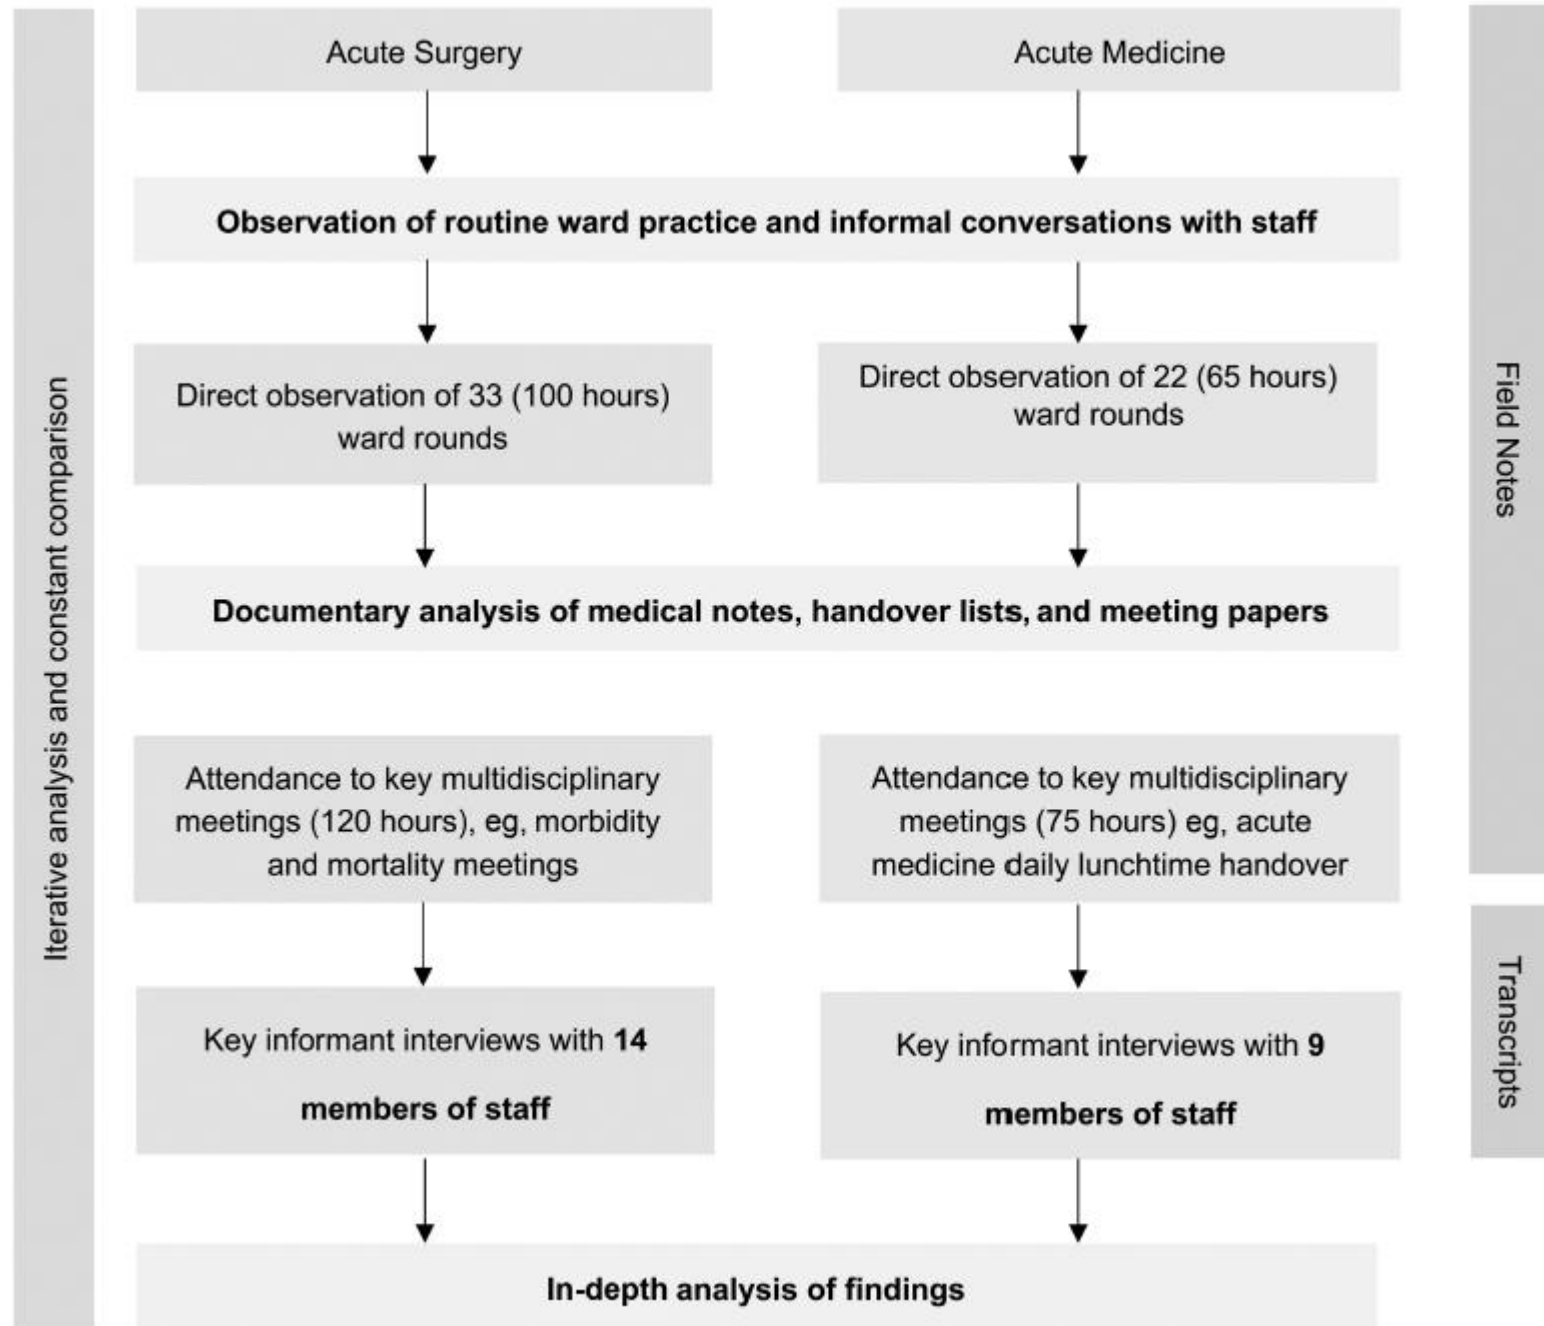 Acute Surgery
Acute Medicine
Observation of routine ward practice and informal conversations with staff
Direct observation of 33 (100 hours)
ward rounds
Direct observation of 22 (65 hours)
ward rounds
Documentary analysis of medical notes, handover lists, and meeting papers
Attendance to key multidisciplinary
meetings (120 hours), eg, morbidity
and mortality meetings
Attendance to key multidisciplinary
meetings (75 hours) eg, acute
medicine daily lunchtime handover
Key informant interviews with 14
members of staff
Key informant interviews with 9
members of staff
In-depth analysis of findings
Iterative analysis and constant comparison
Field Notes
Transcripts